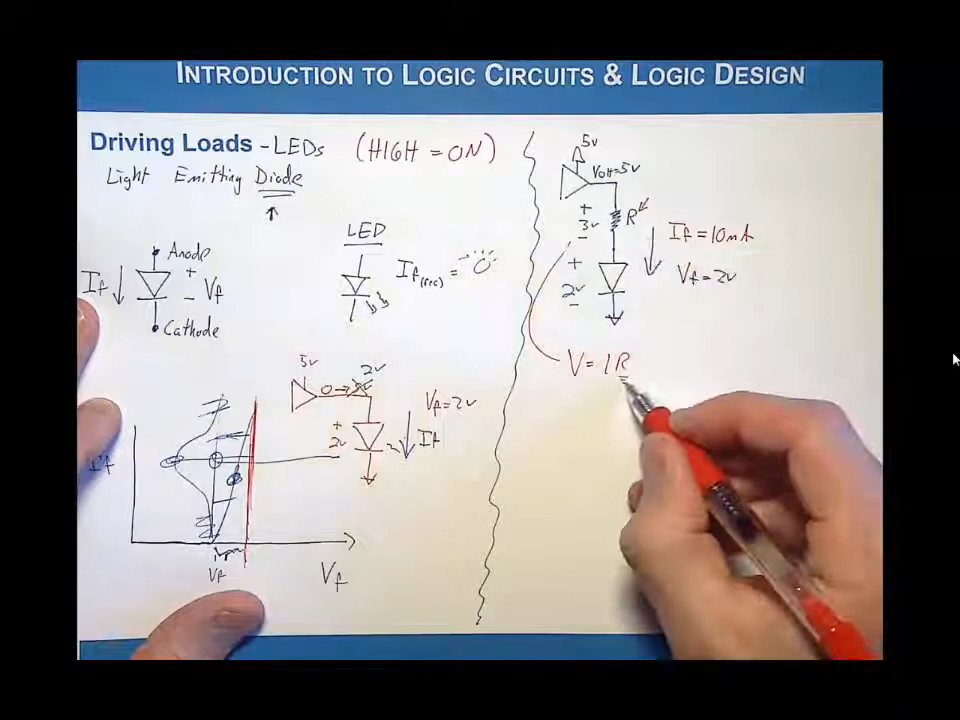 INTRODUCTION TO LOGIC CIRCUITS & LOGIC DESIGN
Driving Loads - LEDs (HIGH = ON)
Light Emitting Diode
Anode
If
+
- Vf
Cathode
LED
If(rec) =
5v
0→
2v
+
2v
-
Vf=2v
If
If
Vf
Vf
5v
VOH=5v
+
3v
-
R
If=10mA
Vf=2v
+
2v
-
V=IR